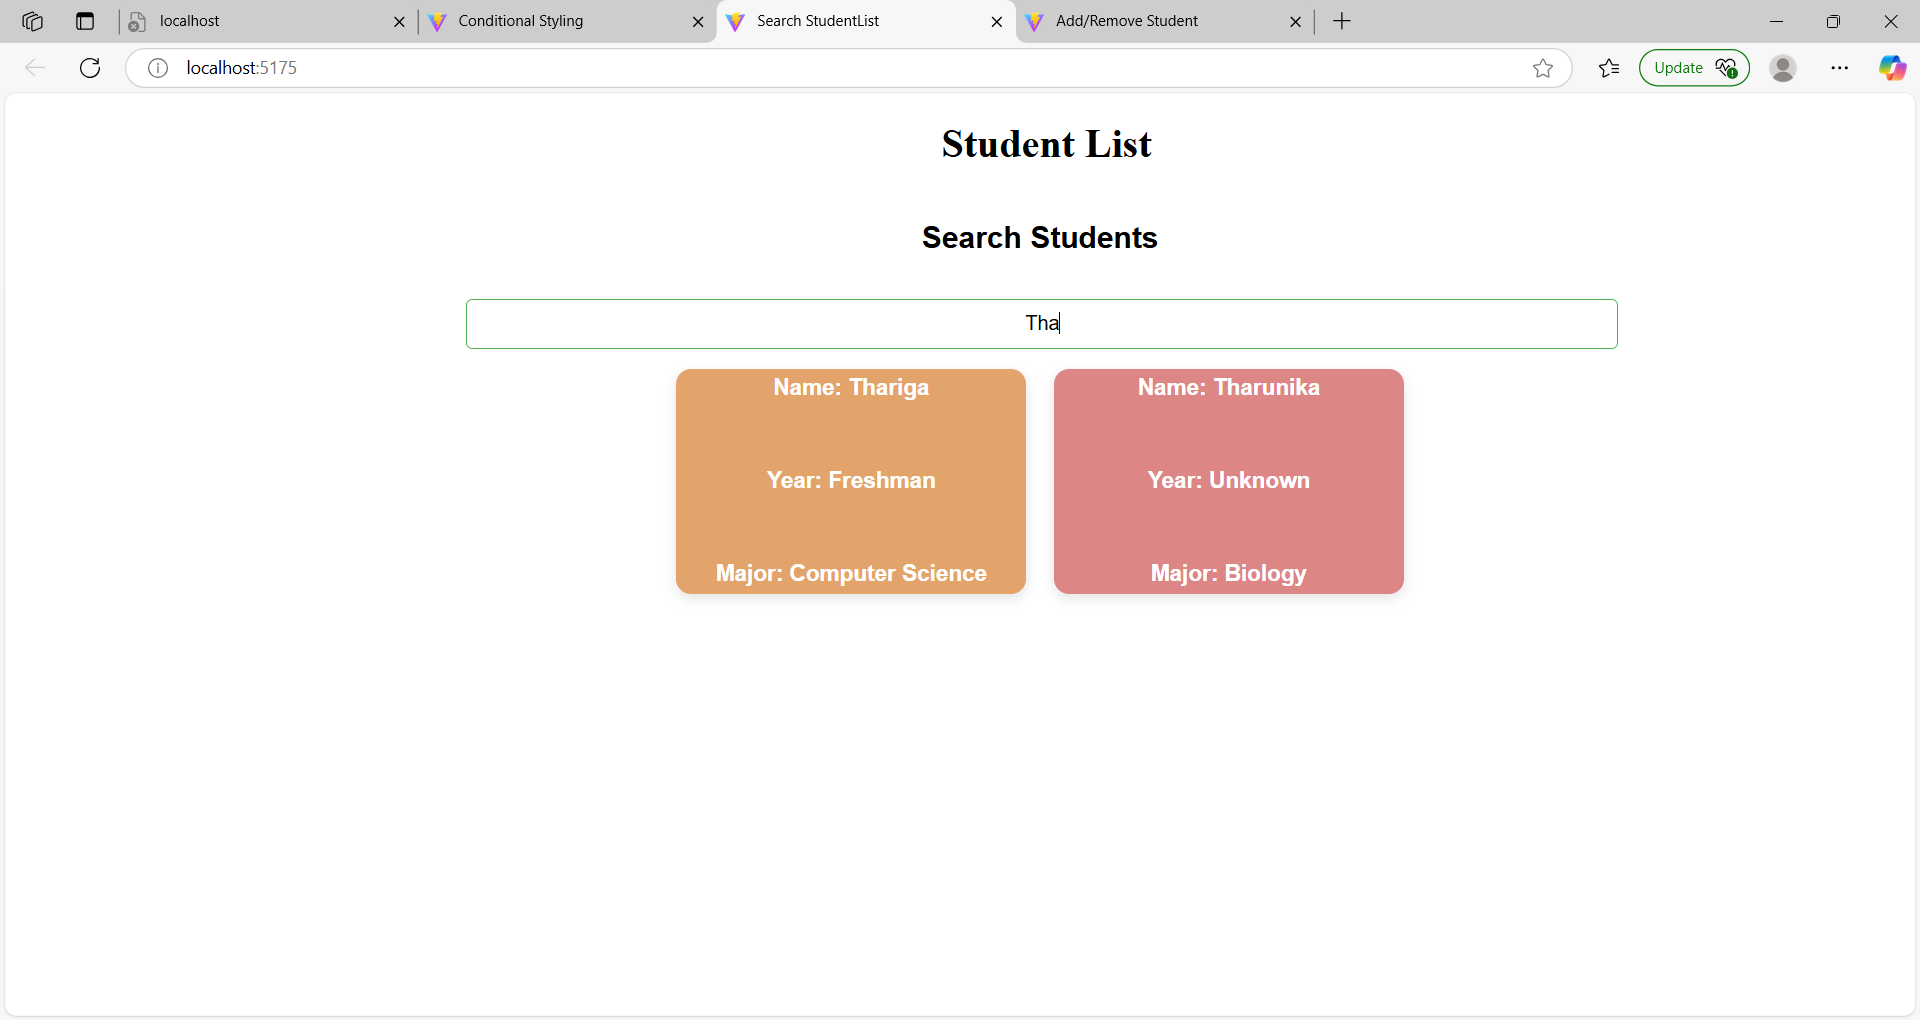 localhost
Conditional Styling
Search StudentList
Add/Remove Student
localhost:5175
Update
Student List
Search Students
Tha
Name: Thariga
Year: Freshman
Major: Computer Science
Name: Tharunika
Year: Unknown
Major: Biology